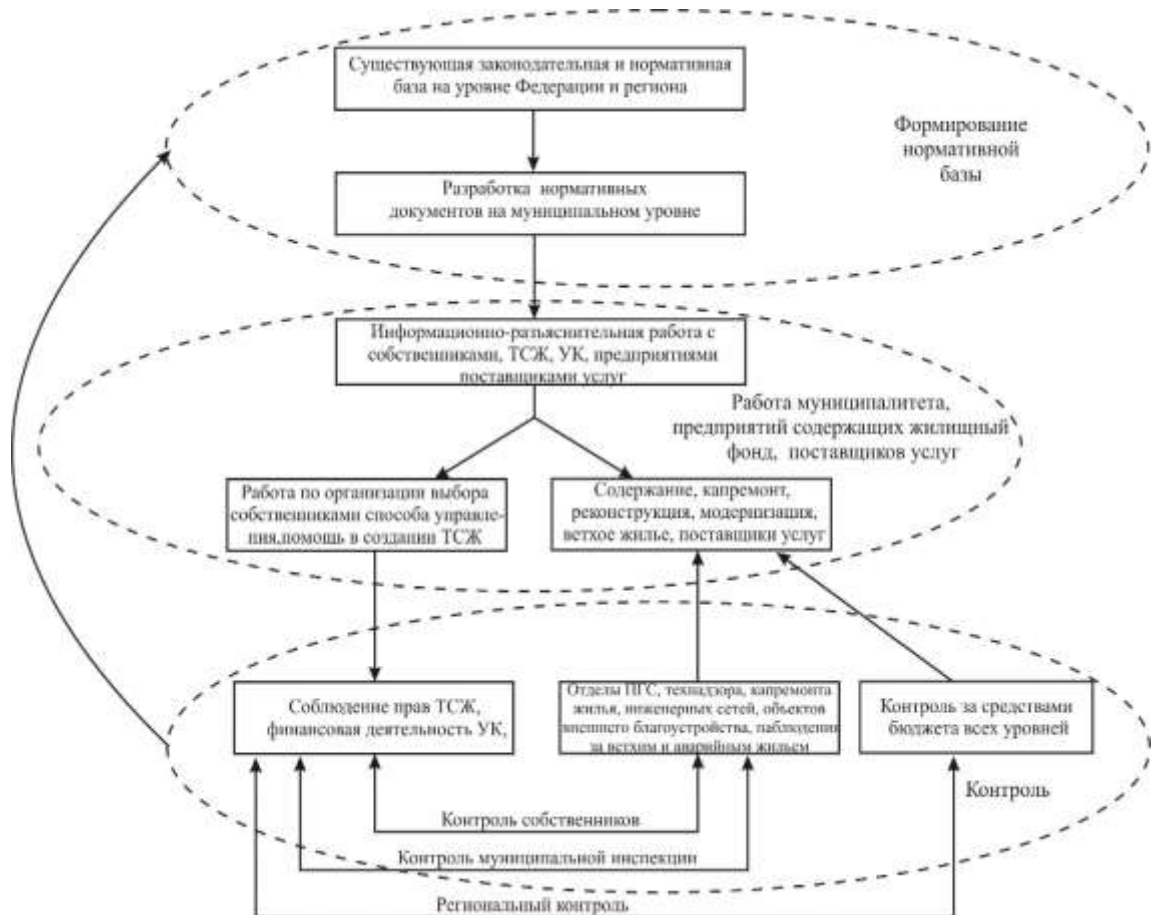 Существующая законодательная и нормативная
база на уровне Федерации и региона
Формирование
нормативной
базы
Разработка нормативных
документов на муниципальном уровне
Информационно-разъяснительная работа с
собственниками, ТСЖ, УК, предприятиями
поставщиками услуг
Работа муниципалитета,
предприятий содержащих жилищный
фонд, поставщиков услуг
Работа по организации выбора
собственниками способа управле-
ния,помощь в создании ТСЖ
Содержание, капремонт,
реконструкция, модернизация,
ветхое жилье, поставщики услуг
Соблюдение прав ТСЖ,
финансовая деятельность УК,
Отделы ПГС, технадзора, капремонта
жилья, инженерных сетей, объектов
внешнего благоустройства, наблюдения
за ветхим и аварийным жильем
Контроль за средствами
бюджета всех уровней
Контроль
Контроль собственников
Контроль муниципальной инспекции
Региональный контроль